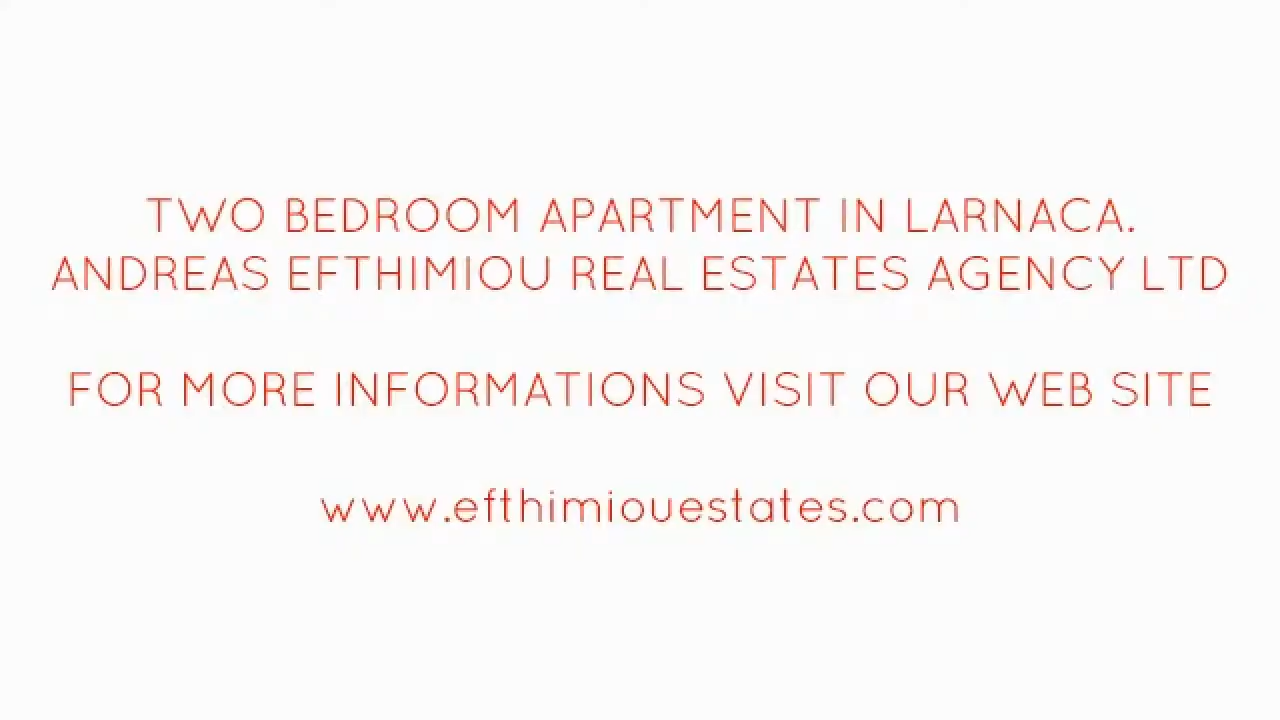 TWO BEDROOM APARTMENT IN LARNACA.
ANDREAS EFTHIMIOU REAL ESTATES AGENCY LTD
FOR MORE INFORMATIONS VISIT OUR WEB SITE
www.efthimiouestates.com